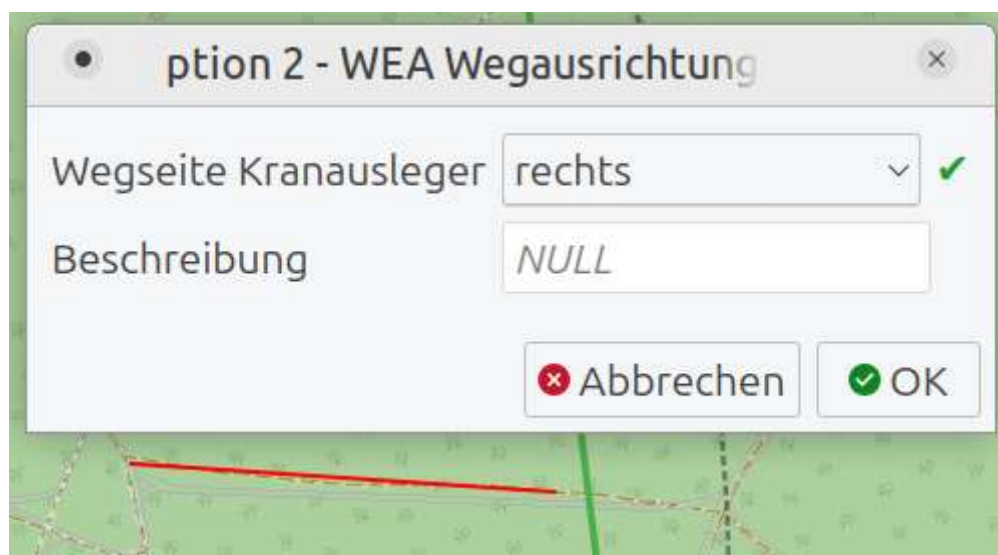 ption 2 - WEA Wegausrichtung
Wegseite Kranausleger rechts
Beschreibung NULL
Abbrechen OK